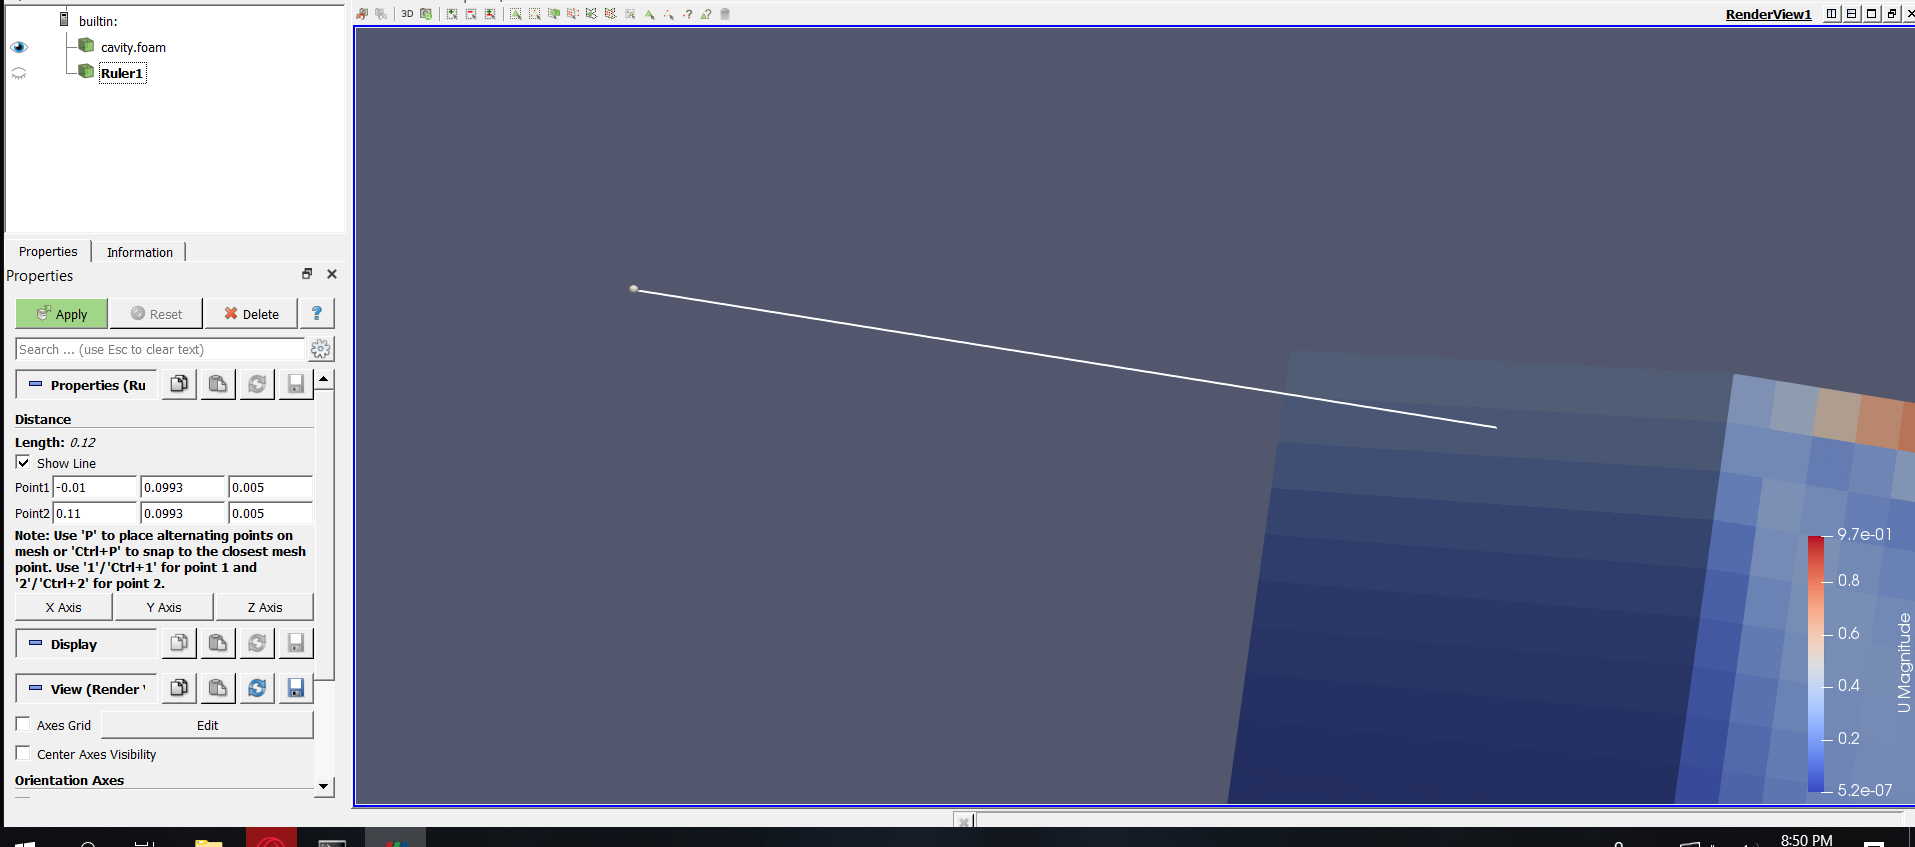 3D
RenderView1
builtin:
cavity.foam
Ruler1
Properties
Information
Properties
Apply
Reset
Delete
?
Search ... (use Esc to clear text)
Properties (Ru
Distance
Length: 0.12
Show Line
Point1 -0.01 0.0993 0.005
Point2 0.11 0.0993 0.005
Note: Use 'P' to place alternating points on
mesh or 'Ctrl+P' to snap to the closest mesh
point. Use '1'/'Ctrl+1' for point 1 and
'2'/'Ctrl+2' for point 2.
X Axis
Y Axis
Z Axis
Display
View (Render
Axes Grid
Edit
Center Axes Visibility
Orientation Axes
9.7e-01
0.8
0.6
0.4
0.2
5.2e-07
U Magnitude
8:50 PM